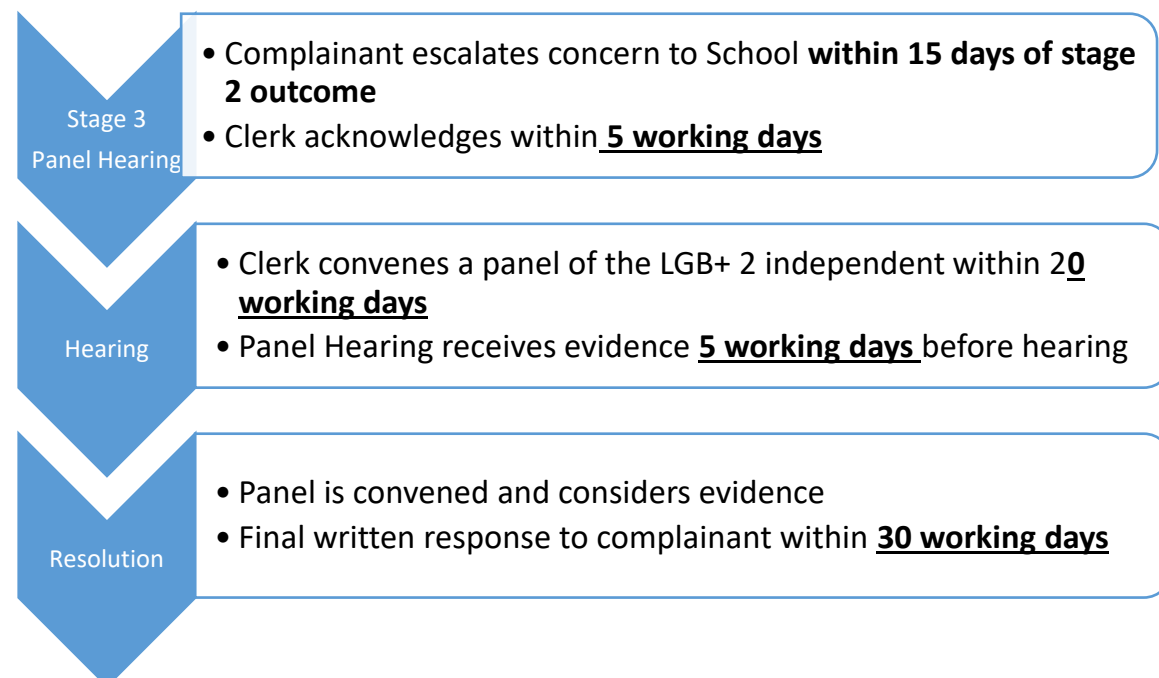 Stage 3
Panel Hearing
• Complainant escalates concern to School within 15 days of stage
2 outcome
• Clerk acknowledges within 5 working days
Hearing
• Clerk convenes a panel of the LGB+ 2 independent within 20
working days
• Panel Hearing receives evidence 5 working days before hearing
Resolution
• Panel is convened and considers evidence
• Final written response to complainant within 30 working days